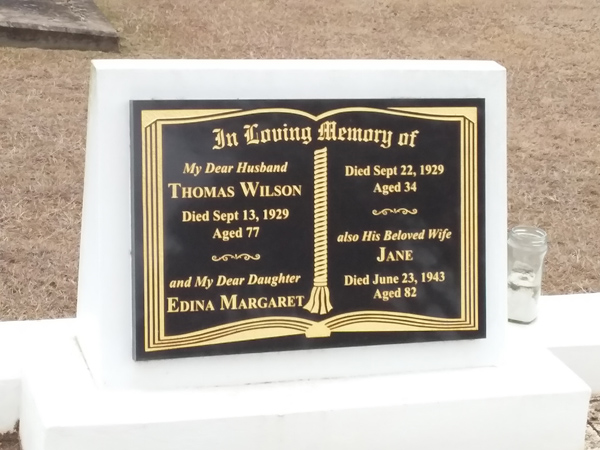 In Loving Memory of
My Dear Husband
THOMAS WILSON
Died Sept 13, 1929
Aged 77
and My Dear Daughter
EDINA MARGARET
Died Sept 22, 1929
Aged 34
also His Beloved Wife
JANE
Died June 23, 1943
Aged 82